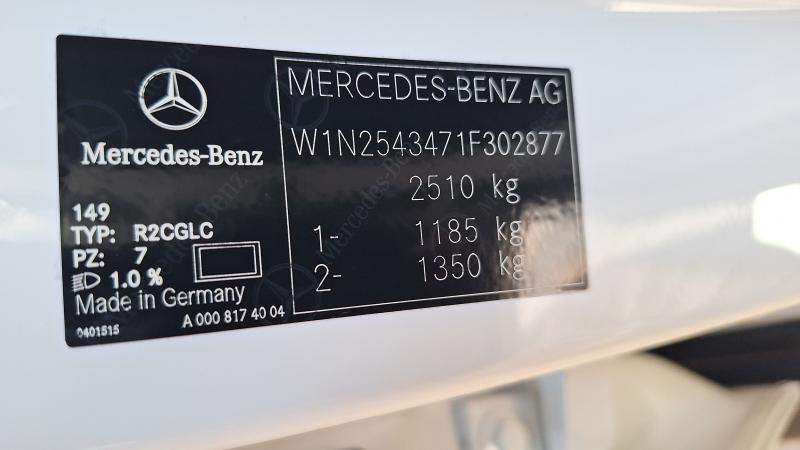 Mercedes-Benz
149
TYP: R2CGLC
PZ: 7
1.0 %
Made in Germany
0401515 A 000 817 40 04
MERCEDES-BENZ AG
W1N2543471F302877
2510 kg
1- 1185 kg
2- 1350 kg